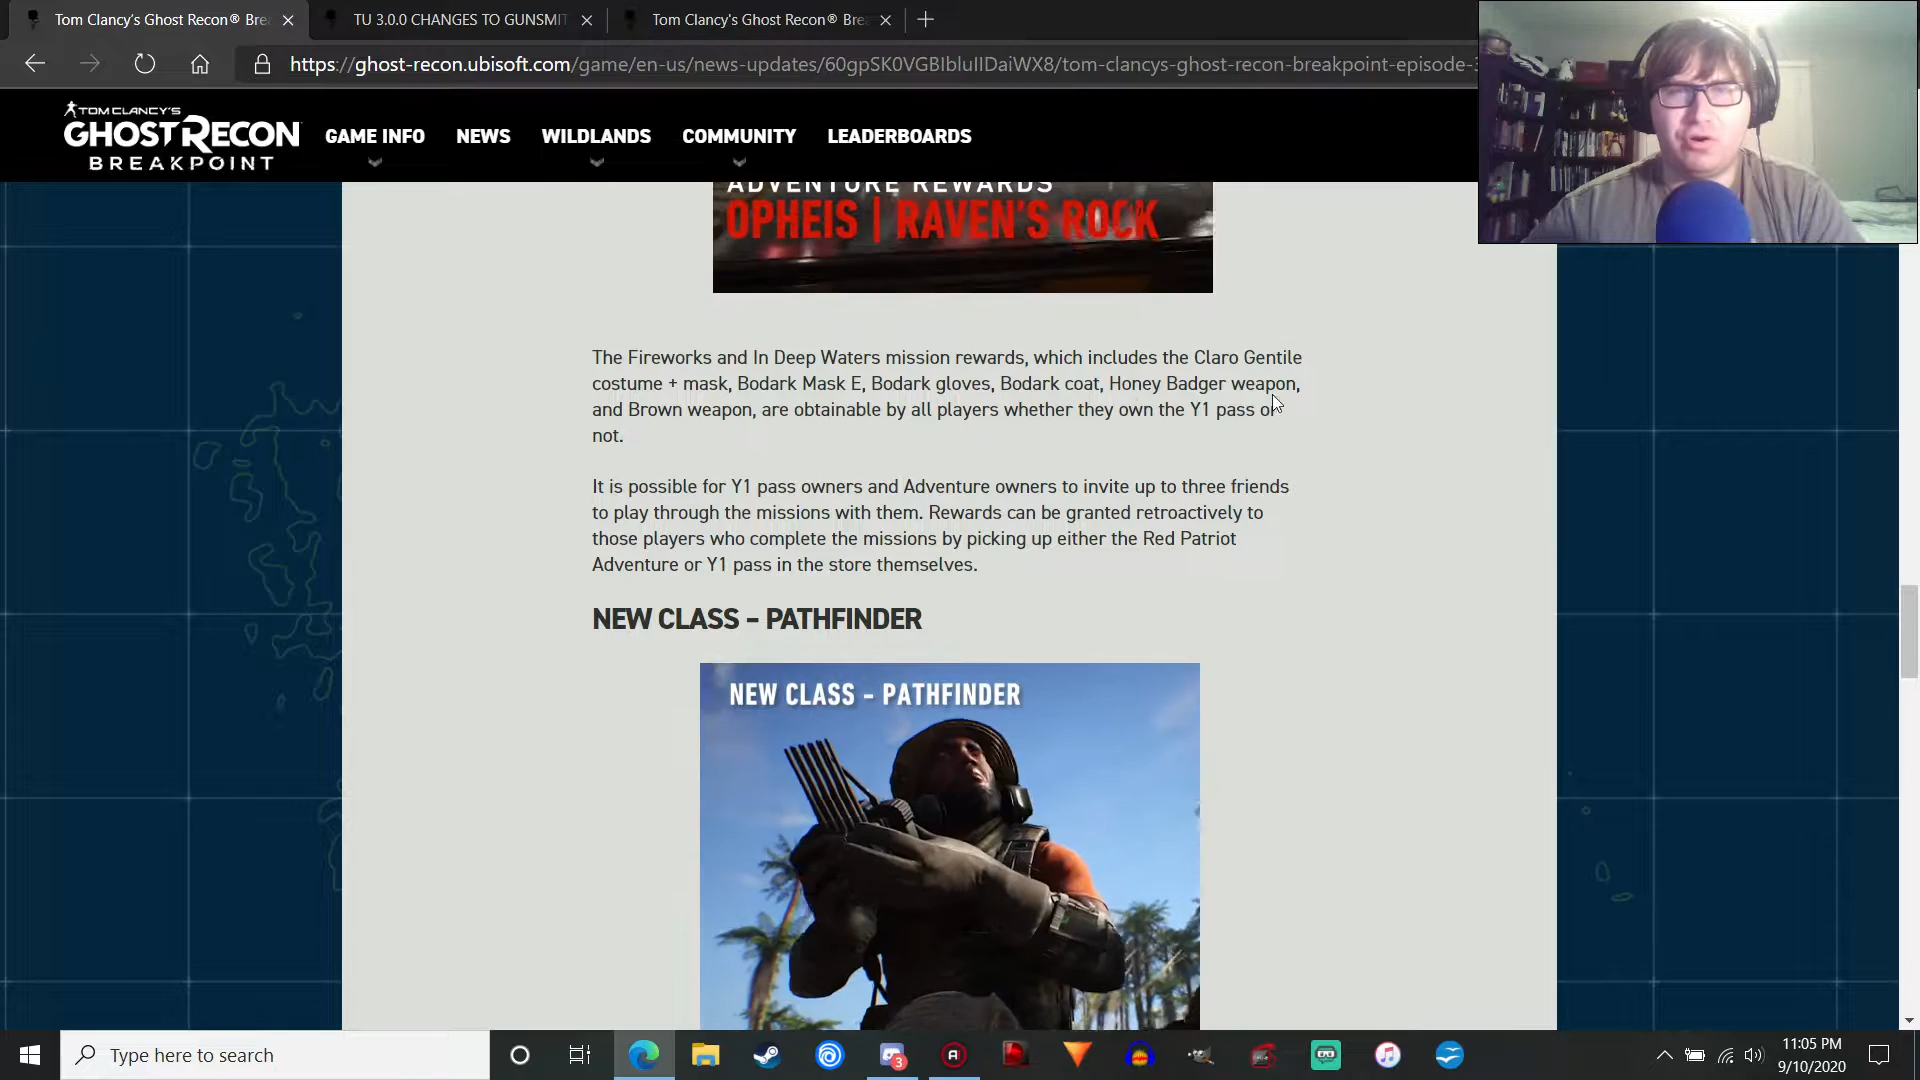 Tom Clancy's Ghost Recon® Bre
TU 3.0.0 CHANGES TO GUNSMIT
Tom Clancy's Ghost Recon® Bre
https://ghost-recon.ubisoft.com/game/en-us/news-updates/60gpSK0VGBIbluIIDaiWX8/tom-clancys-ghost-recon-breakpoint-episode-3
TOM CLANCY'S
GHOST RECON
BREAKPOINT
GAME INFO
NEWS
WILDLANDS
COMMUNITY
LEADERBOARDS
ADVENTURE REWARDS
OPHEIS | RAVEN'S ROCK
The Fireworks and In Deep Waters mission rewards, which includes the Claro Gentile
costume + mask, Bodark Mask E, Bodark gloves, Bodark coat, Honey Badger weapon,
and Brown weapon, are obtainable by all players whether they own the Y1 pass or
not.
It is possible for Y1 pass owners and Adventure owners to invite up to three friends
to play through the missions with them. Rewards can be granted retroactively to
those players who complete the missions by picking up either the Red Patriot
Adventure or Y1 pass in the store themselves.
NEW CLASS – PATHFINDER
NEW CLASS – PATHFINDER
Type here to search
3
11:05 PM
9/10/2020